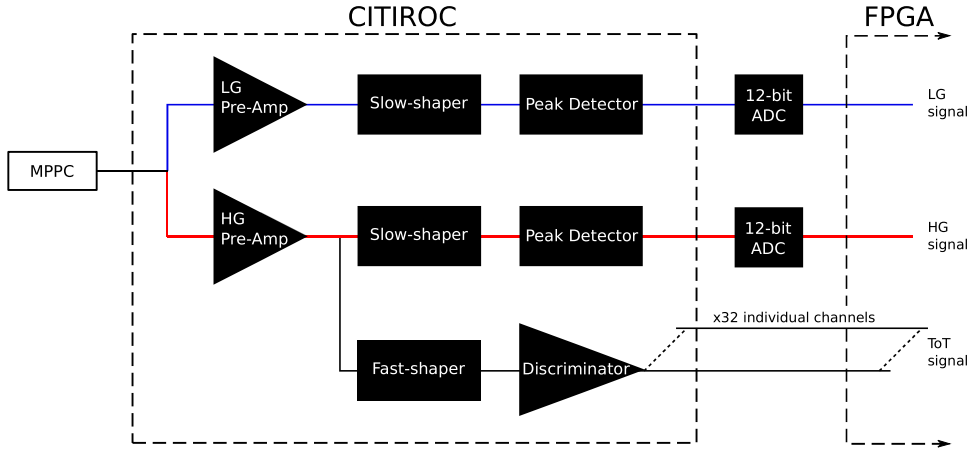 CITIROC
FPGA
LG
Pre-Amp
Slow-shaper
Peak Detector
12-bit
ADC
LG
signal
MPPC
HG
Pre-Amp
Slow-shaper
Peak Detector
12-bit
ADC
HG
signal
x32 individual channels
Fast-shaper
Discriminator
ToT
signal